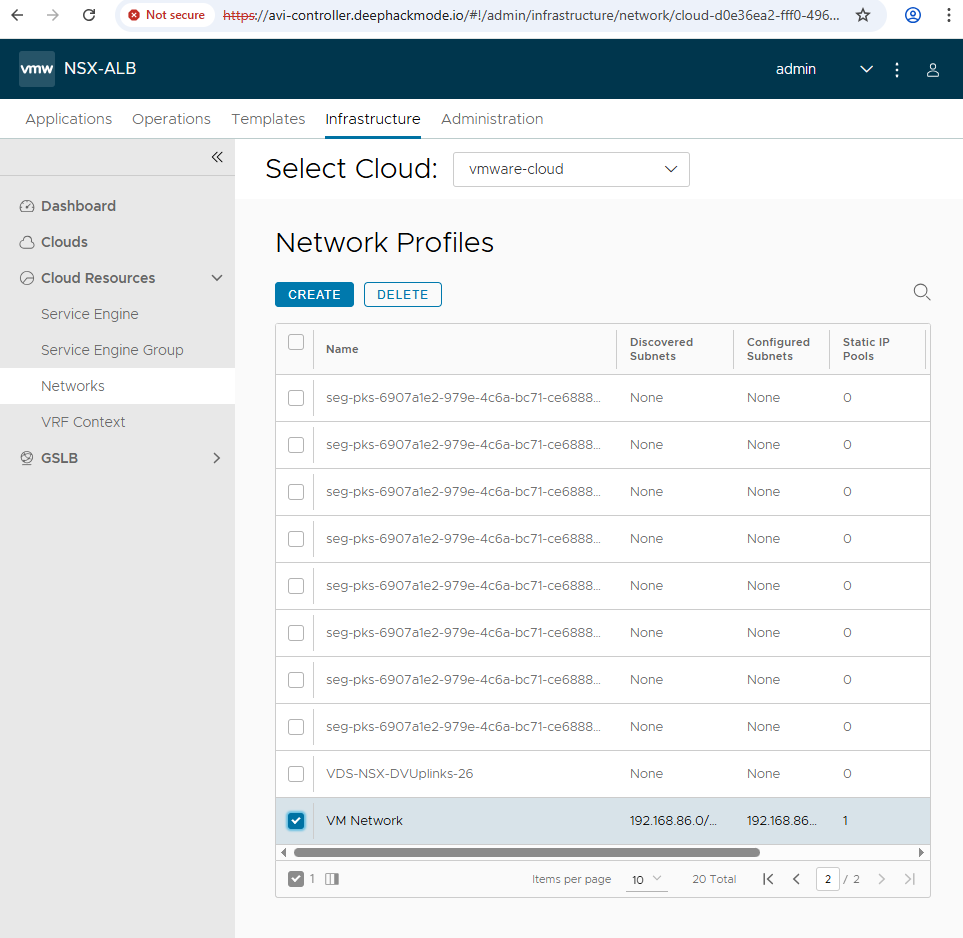 Not secure https://avi-controller.deephackmode.io/#!/admin/infrastructure/network/cloud-d0e36ea2-fff0-496...
vmw NSX-ALB admin
Applications Operations Templates Infrastructure Administration
Select Cloud: vmware-cloud
Dashboard
Clouds
Cloud Resources
Service Engine
Service Engine Group
Networks
VRF Context
GSLB
Network Profiles
CREATE DELETE
Name Discovered Subnets Configured Subnets Static IP Pools
seg-pks-6907a1e2-979e-4c6a-bc71-ce6888... None None 0
seg-pks-6907a1e2-979e-4c6a-bc71-ce6888... None None 0
seg-pks-6907a1e2-979e-4c6a-bc71-ce6888... None None 0
seg-pks-6907a1e2-979e-4c6a-bc71-ce6888... None None 0
seg-pks-6907a1e2-979e-4c6a-bc71-ce6888... None None 0
seg-pks-6907a1e2-979e-4c6a-bc71-ce6888... None None 0
seg-pks-6907a1e2-979e-4c6a-bc71-ce6888... None None 0
seg-pks-6907a1e2-979e-4c6a-bc71-ce6888... None None 0
VDS-NSX-DVUplinks-26 None None 0
VM Network 192.168.86.0/... 192.168.86... 1
1 Items per page 10 20 Total 2 / 2